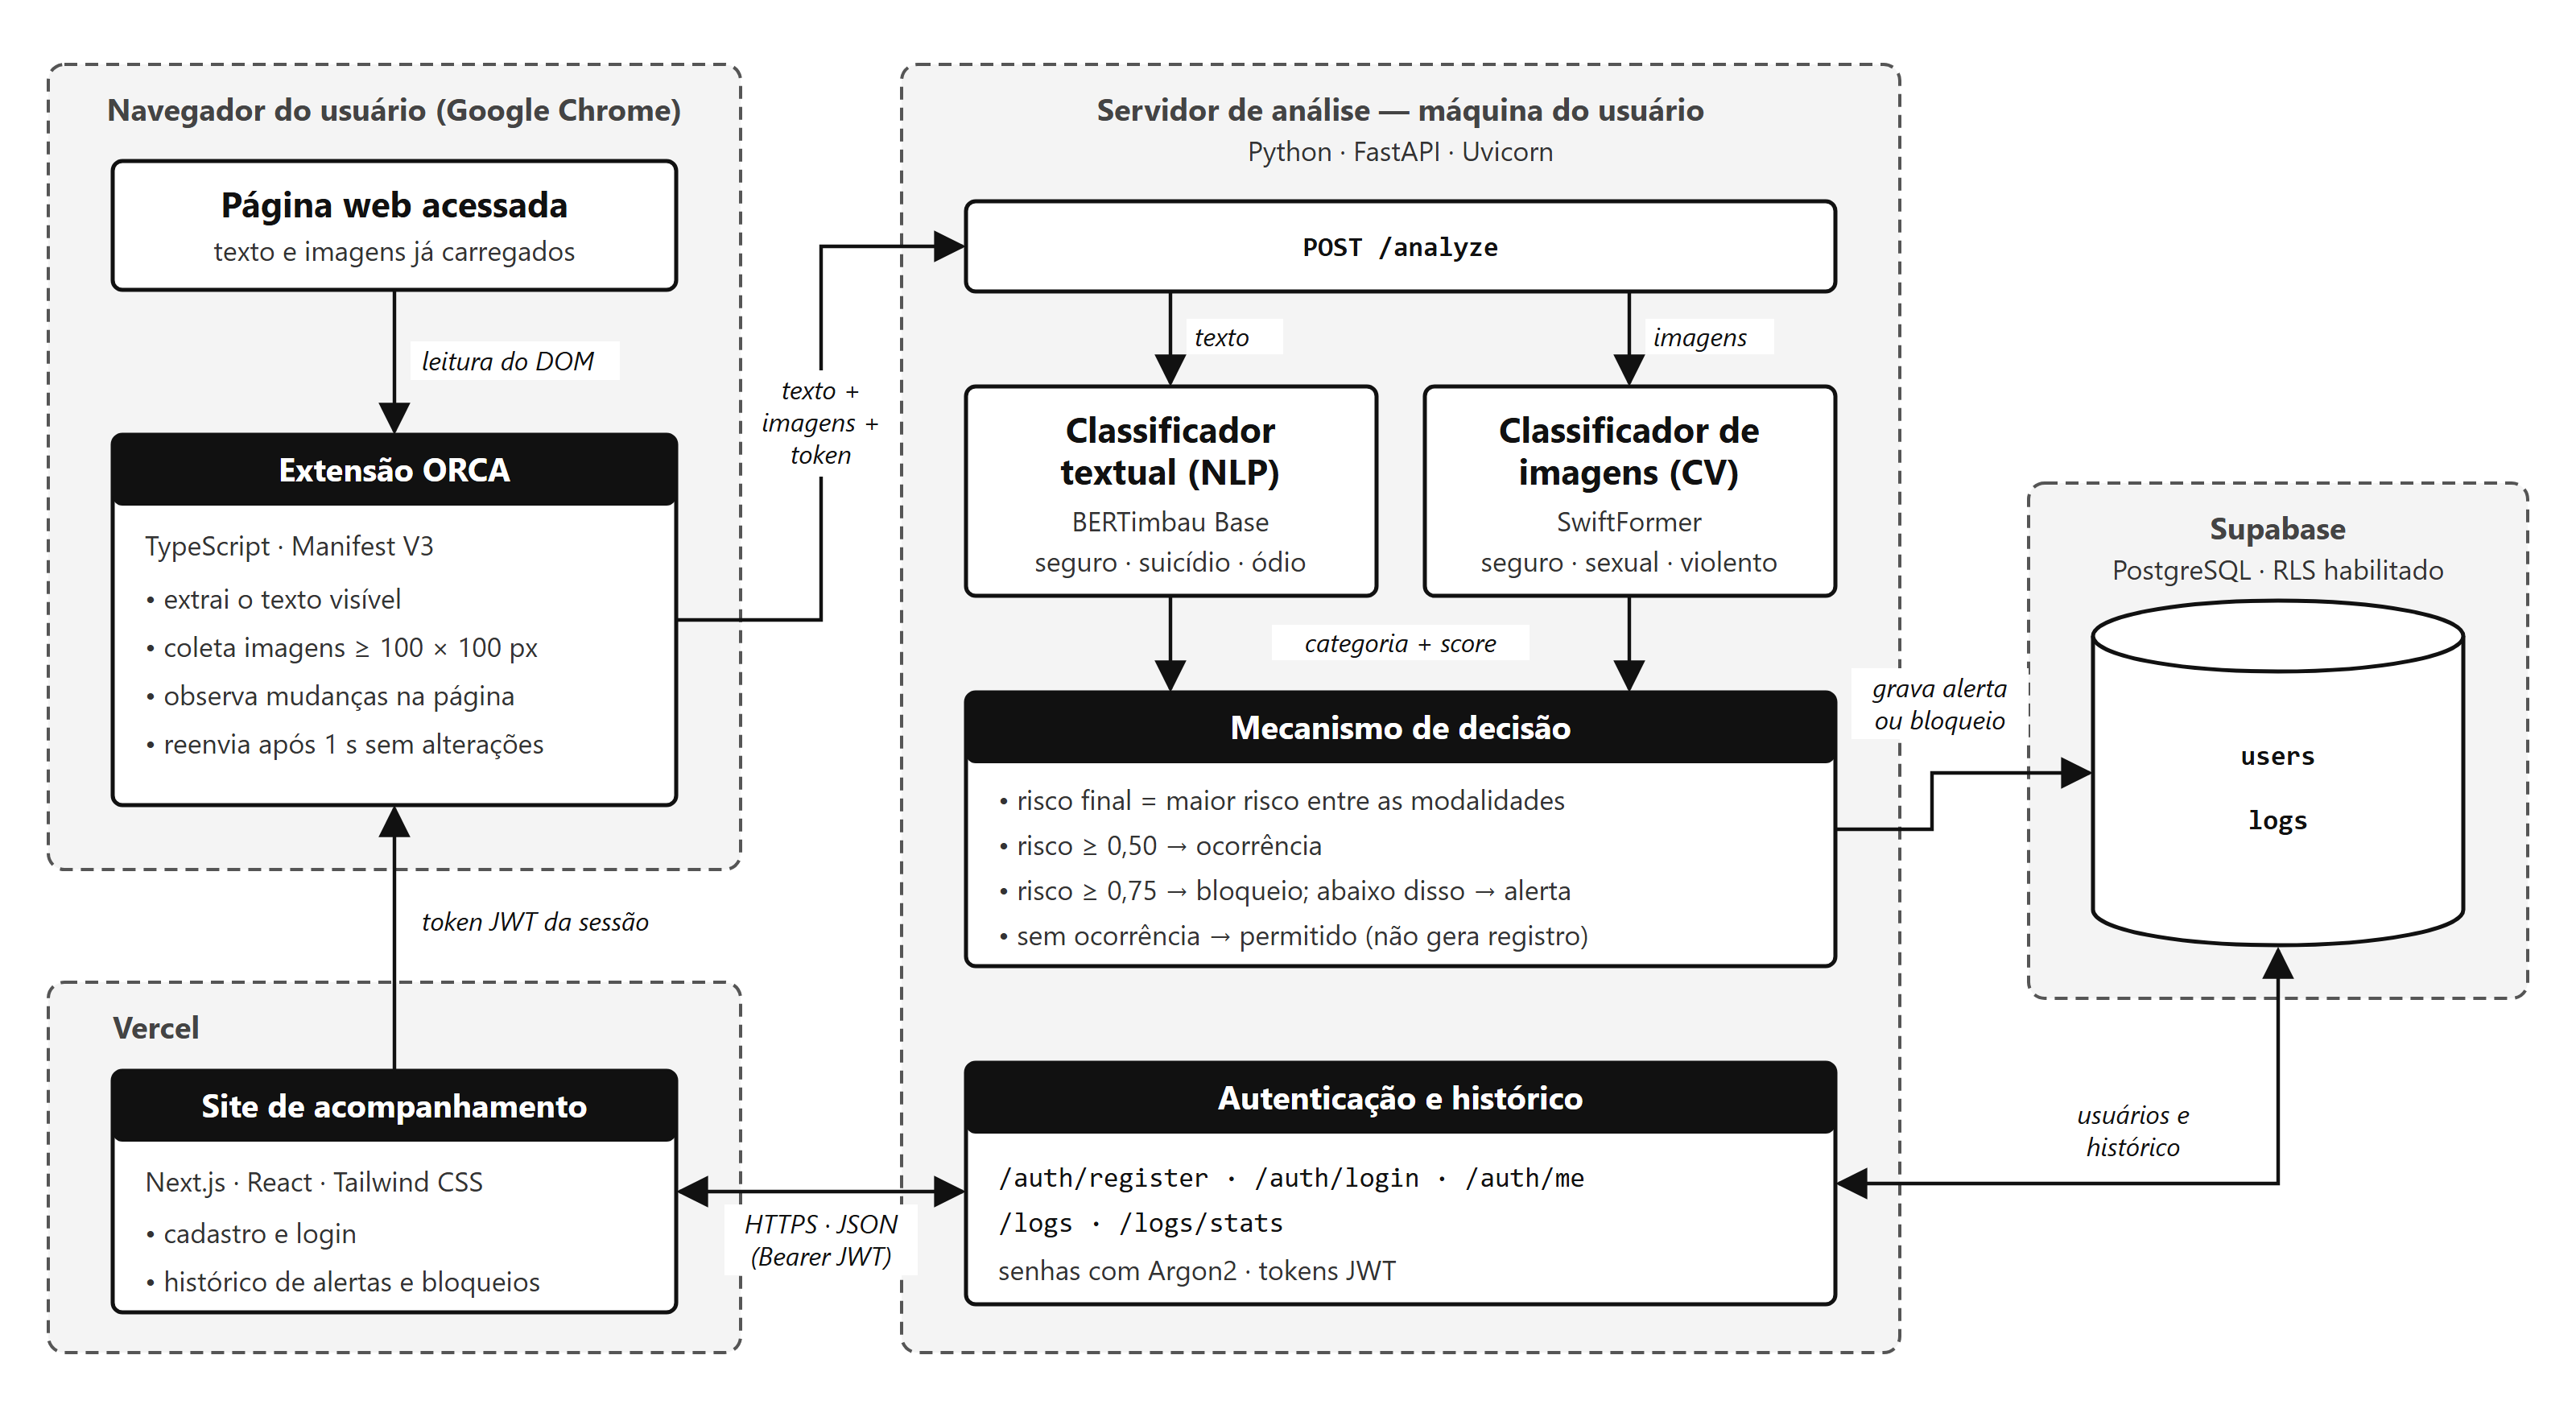 Navegador do usuário (Google Chrome)
Página web acessada
texto e imagens já carregados
leitura do DOM
Extensão ORCA
TypeScript · Manifest V3
• extrai o texto visível
• coleta imagens ≥ 100 × 100 px
• observa mudanças na página
• reenvia após 1 s sem alterações
token JWT da sessão
Vercel
Site de acompanhamento
Next.js · React · Tailwind CSS
• cadastro e login
• histórico de alertas e bloqueios
texto +
imagens +
token
HTTPS · JSON
(Bearer JWT)
Servidor de análise — máquina do usuário
Python · FastAPI · Uvicorn
POST /analyze
texto
imagens
Classificador
textual (NLP)
BERTimbau Base
seguro · suicídio · ódio
Classificador de
imagens (CV)
SwiftFormer
seguro · sexual · violento
categoria + score
Mecanismo de decisão
• risco final = maior risco entre as modalidades
• risco ≥ 0,50 → ocorrência
• risco ≥ 0,75 → bloqueio; abaixo disso → alerta
• sem ocorrência → permitido (não gera registro)
Autenticação e histórico
/auth/register · /auth/login · /auth/me
/logs · /logs/stats
senhas com Argon2 · tokens JWT
grava alerta
ou bloqueio
Supabase
PostgreSQL · RLS habilitado
users
logs
usuários e
histórico